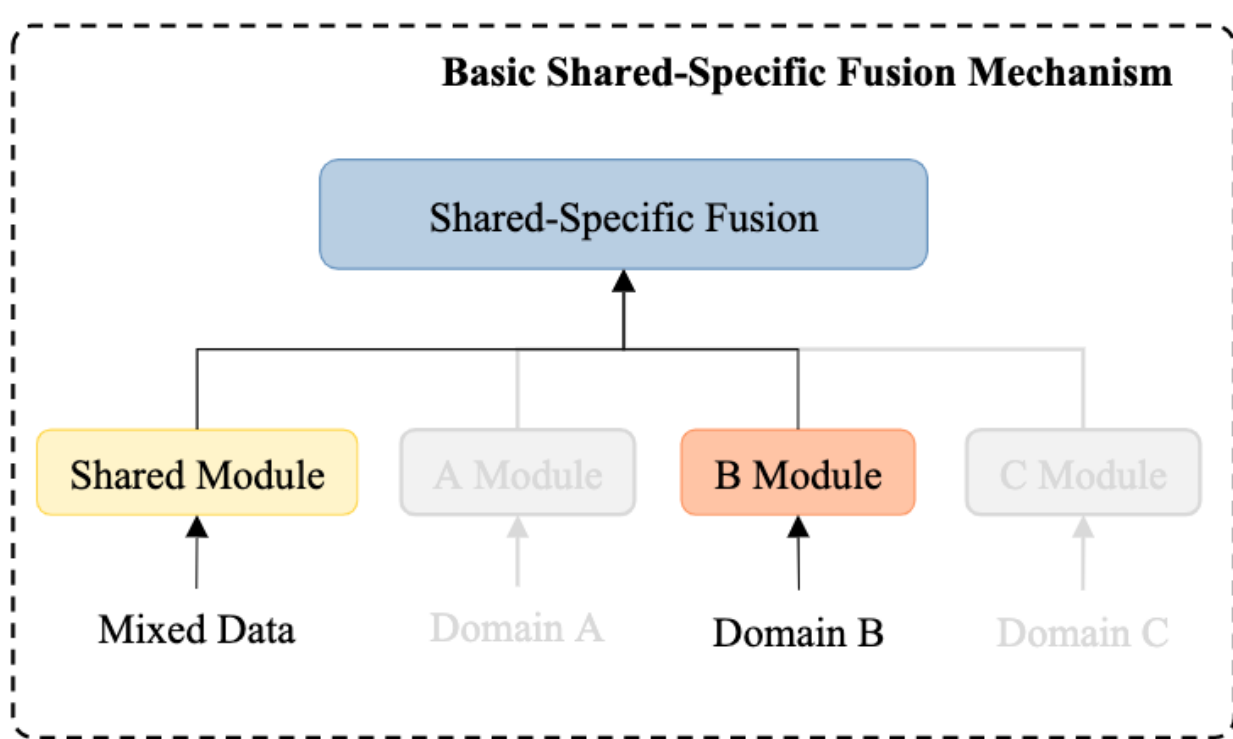 Basic Shared-Specific Fusion Mechanism
Shared-Specific Fusion
Shared Module
A Module
B Module
C Module
Mixed Data
Domain A
Domain B
Domain C